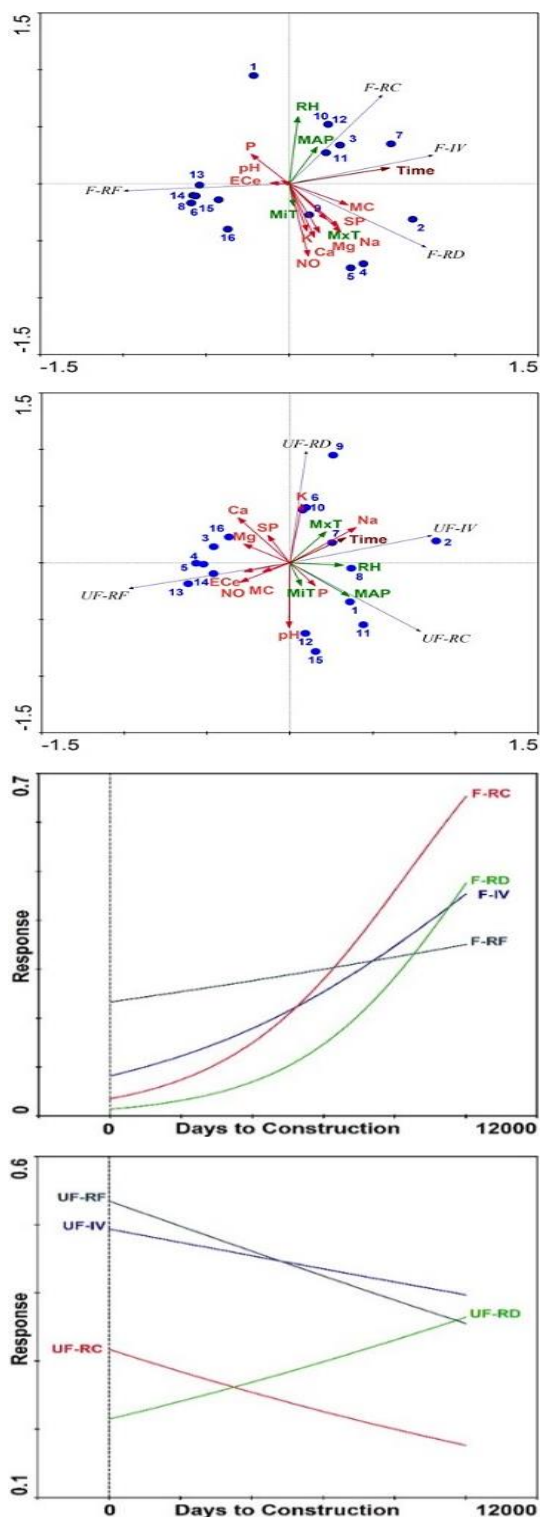 1.5
1
F-RC
RH
10 12
P
MAP
3
7
11
F-IV
pH
13
ECe
Time
F-RF
14
MiT
9
MC
8
6
15
SP
2
16
K
MxT
Ca
Mg
Na
F-RD
NO
5
4
-1.5
-1.5
1.5
1.5
UF-RD
9
K
6
10
Ca
16
SP
MxT
Na
UF-IV
3
Mg
7
Time
2
4
5
RH
14
ECe
8
UF-RF
13
NO
MC
MiT
P
MAP
1
pH
UF-RC
12
11
15
-1.5
-1.5
1.5
0.7
F-RC
F-RD
F-IV
F-RF
Response
0
0
Days to Construction
12000
0.6
UF-RF
UF-IV
UF-RD
UF-RC
Response
0.1
0
Days to Construction
12000